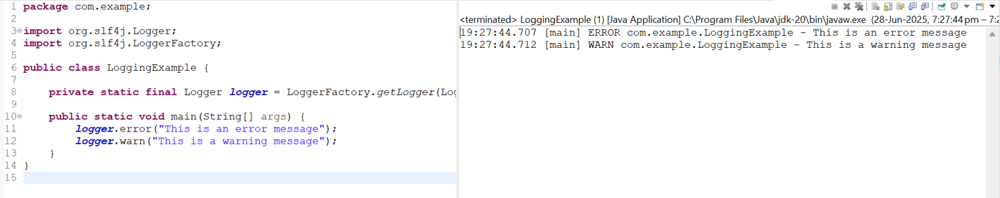 1 package com.example;
2
3 import org.slf4j.Logger;
4 import org.slf4j.LoggerFactory;
5
6 public class LoggingExample {
7
8     private static final Logger logger = LoggerFactory.getLogger(Log
9
10     public static void main(String[] args) {
11         logger.error("This is an error message");
12         logger.warn("This is a warning message");
13     }
14 }
15
<terminated> LoggingExample (1) [Java Application] C:\Program Files\Java\jdk-20\bin\javaw.exe (28-Jun-2025, 7:27:44 pm – 7:2
19:27:44.707 [main] ERROR com.example.LoggingExample - This is an error message
19:27:44.712 [main] WARN com.example.LoggingExample - This is a warning message